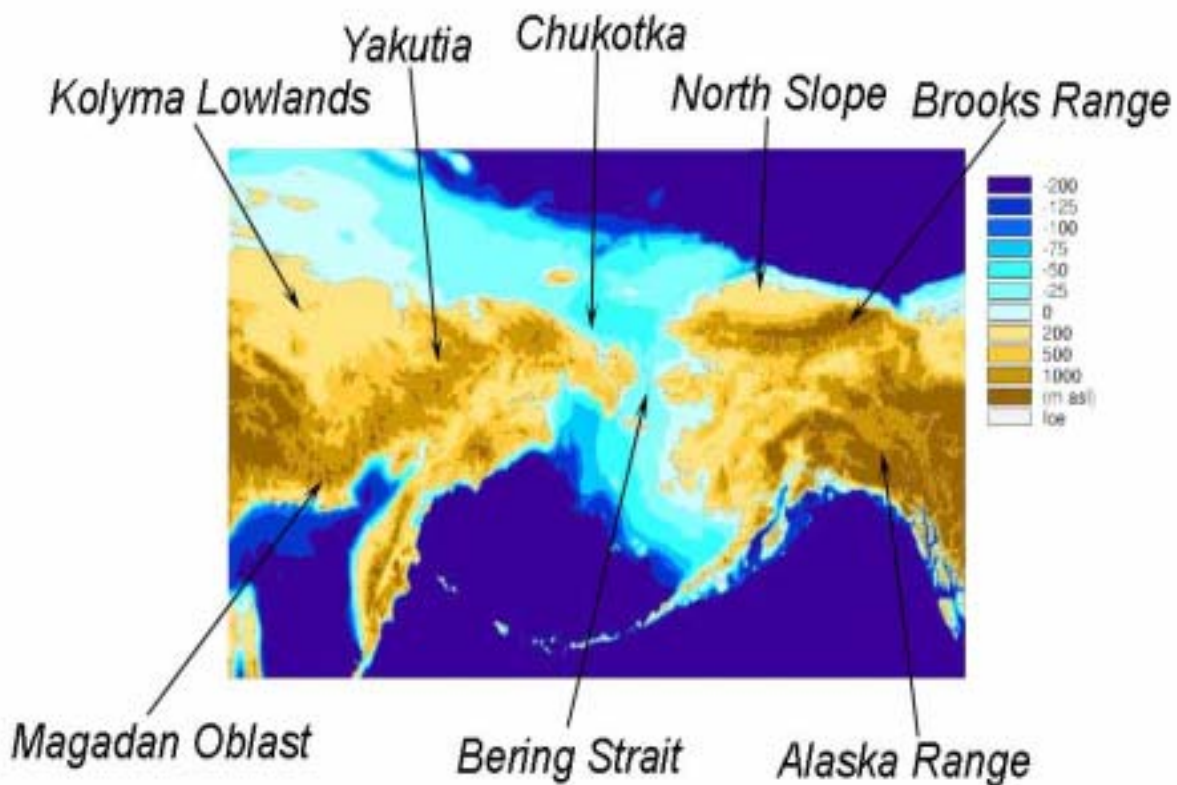 Chukotka
Yakutia
Kolyma Lowlands
North Slope
Brooks Range
-200
-125
-100
-75
-50
-25
0
200
500
1000
(m asl)
Ice
Magadan Oblast
Bering Strait
Alaska Range